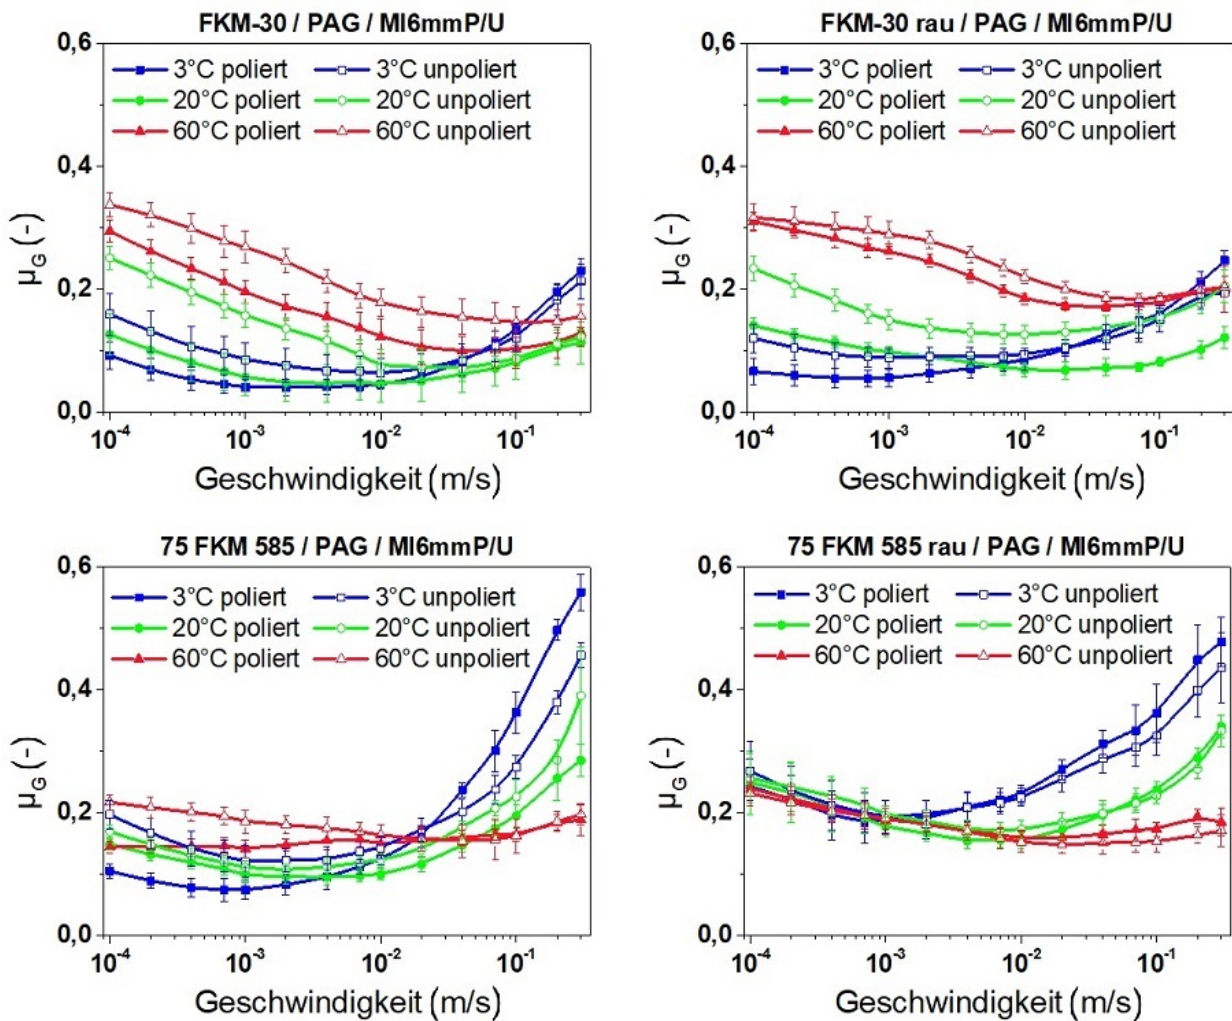 FKM-30 / PAG / MI6mmP/U
0,6
3°C poliert
3°C unpoliert
20°C poliert
20°C unpoliert
60°C poliert
60°C unpoliert
0,4
μG (-)
0,2
0,0
10-4
10-3
10-2
10-1
Geschwindigkeit (m/s)
FKM-30 rau / PAG / MI6mmP/U
0,6
3°C poliert
3°C unpoliert
20°C poliert
20°C unpoliert
60°C poliert
60°C unpoliert
0,4
μG (-)
0,2
0,0
10-4
10-3
10-2
10-1
Geschwindigkeit (m/s)
75 FKM 585 / PAG / MI6mmP/U
0,6
3°C poliert
3°C unpoliert
20°C poliert
20°C unpoliert
60°C poliert
60°C unpoliert
0,4
μG (-)
0,2
0,0
10-4
10-3
10-2
10-1
Geschwindigkeit (m/s)
75 FKM 585 rau / PAG / MI6mmP/U
0,6
3°C poliert
3°C unpoliert
20°C poliert
20°C unpoliert
60°C poliert
60°C unpoliert
0,4
μG (-)
0,2
0,0
10-4
10-3
10-2
10-1
Geschwindigkeit (m/s)